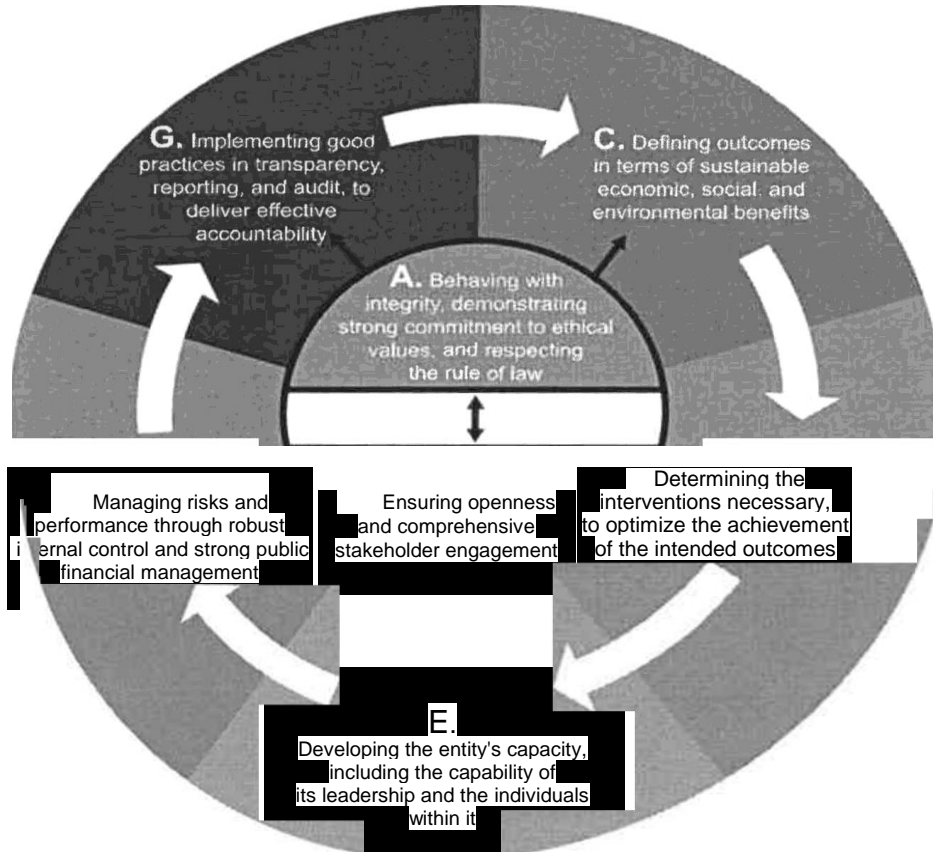 G. Implementing good
practices in transparency,
reporting, and audit, to
deliver effective
accountability
C. Defining outcomes
in terms of sustainable
economic, social, and
environmental benefits
A. Behaving with
integrity, demonstrating
strong commitment to ethical
values, and respecting
the rule of law
Managing risks and
performance through robust
i ernal control and strong public
financial management
Ensuring openness
and comprehensive
stakeholder engagement
Determining the
interventions necessary,
to optimize the achievement
of the intended outcomes
E.
Developing the entity's capacity,
including the capability of
its leadership and the individuals
within it